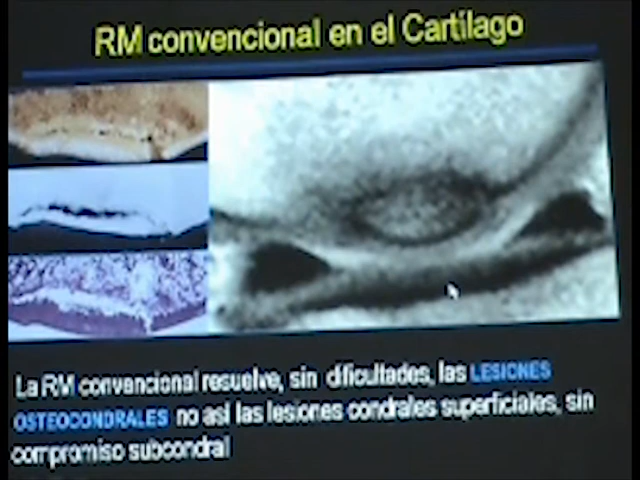 RM convencional en el Cartílago
La RM convencional resuelve, sin dificultades, las LESIONES
OSTEOCONDRALES no asi las lesiones condrales superficiales, sin
compromiso subcondral